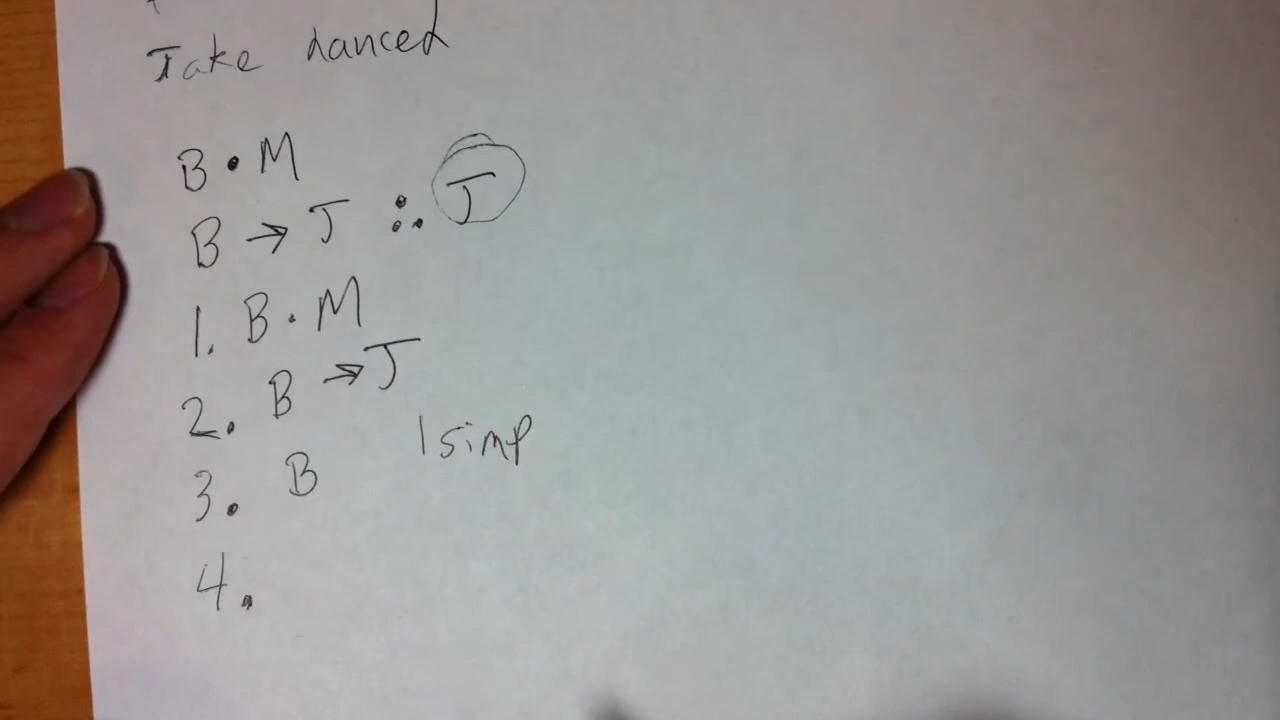 Jake danced
B • M
B → J ∴ J
1. B • M
2. B → J
3. B 1 simp
4.